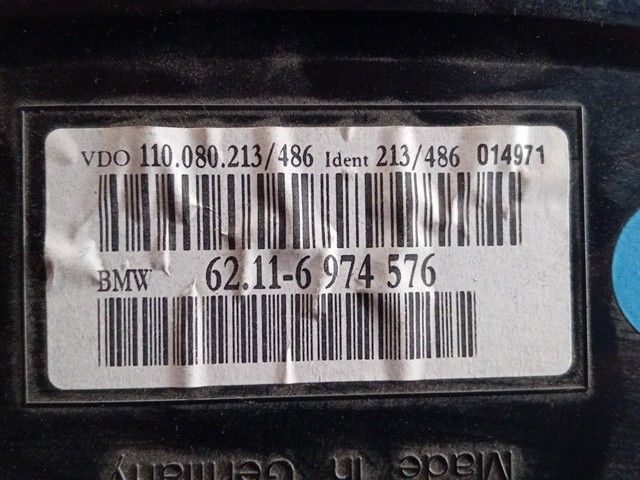 VDO 110.080.213/486 Ident 213/486 014971
BMW 62.11-6 974 576
Made in Germany